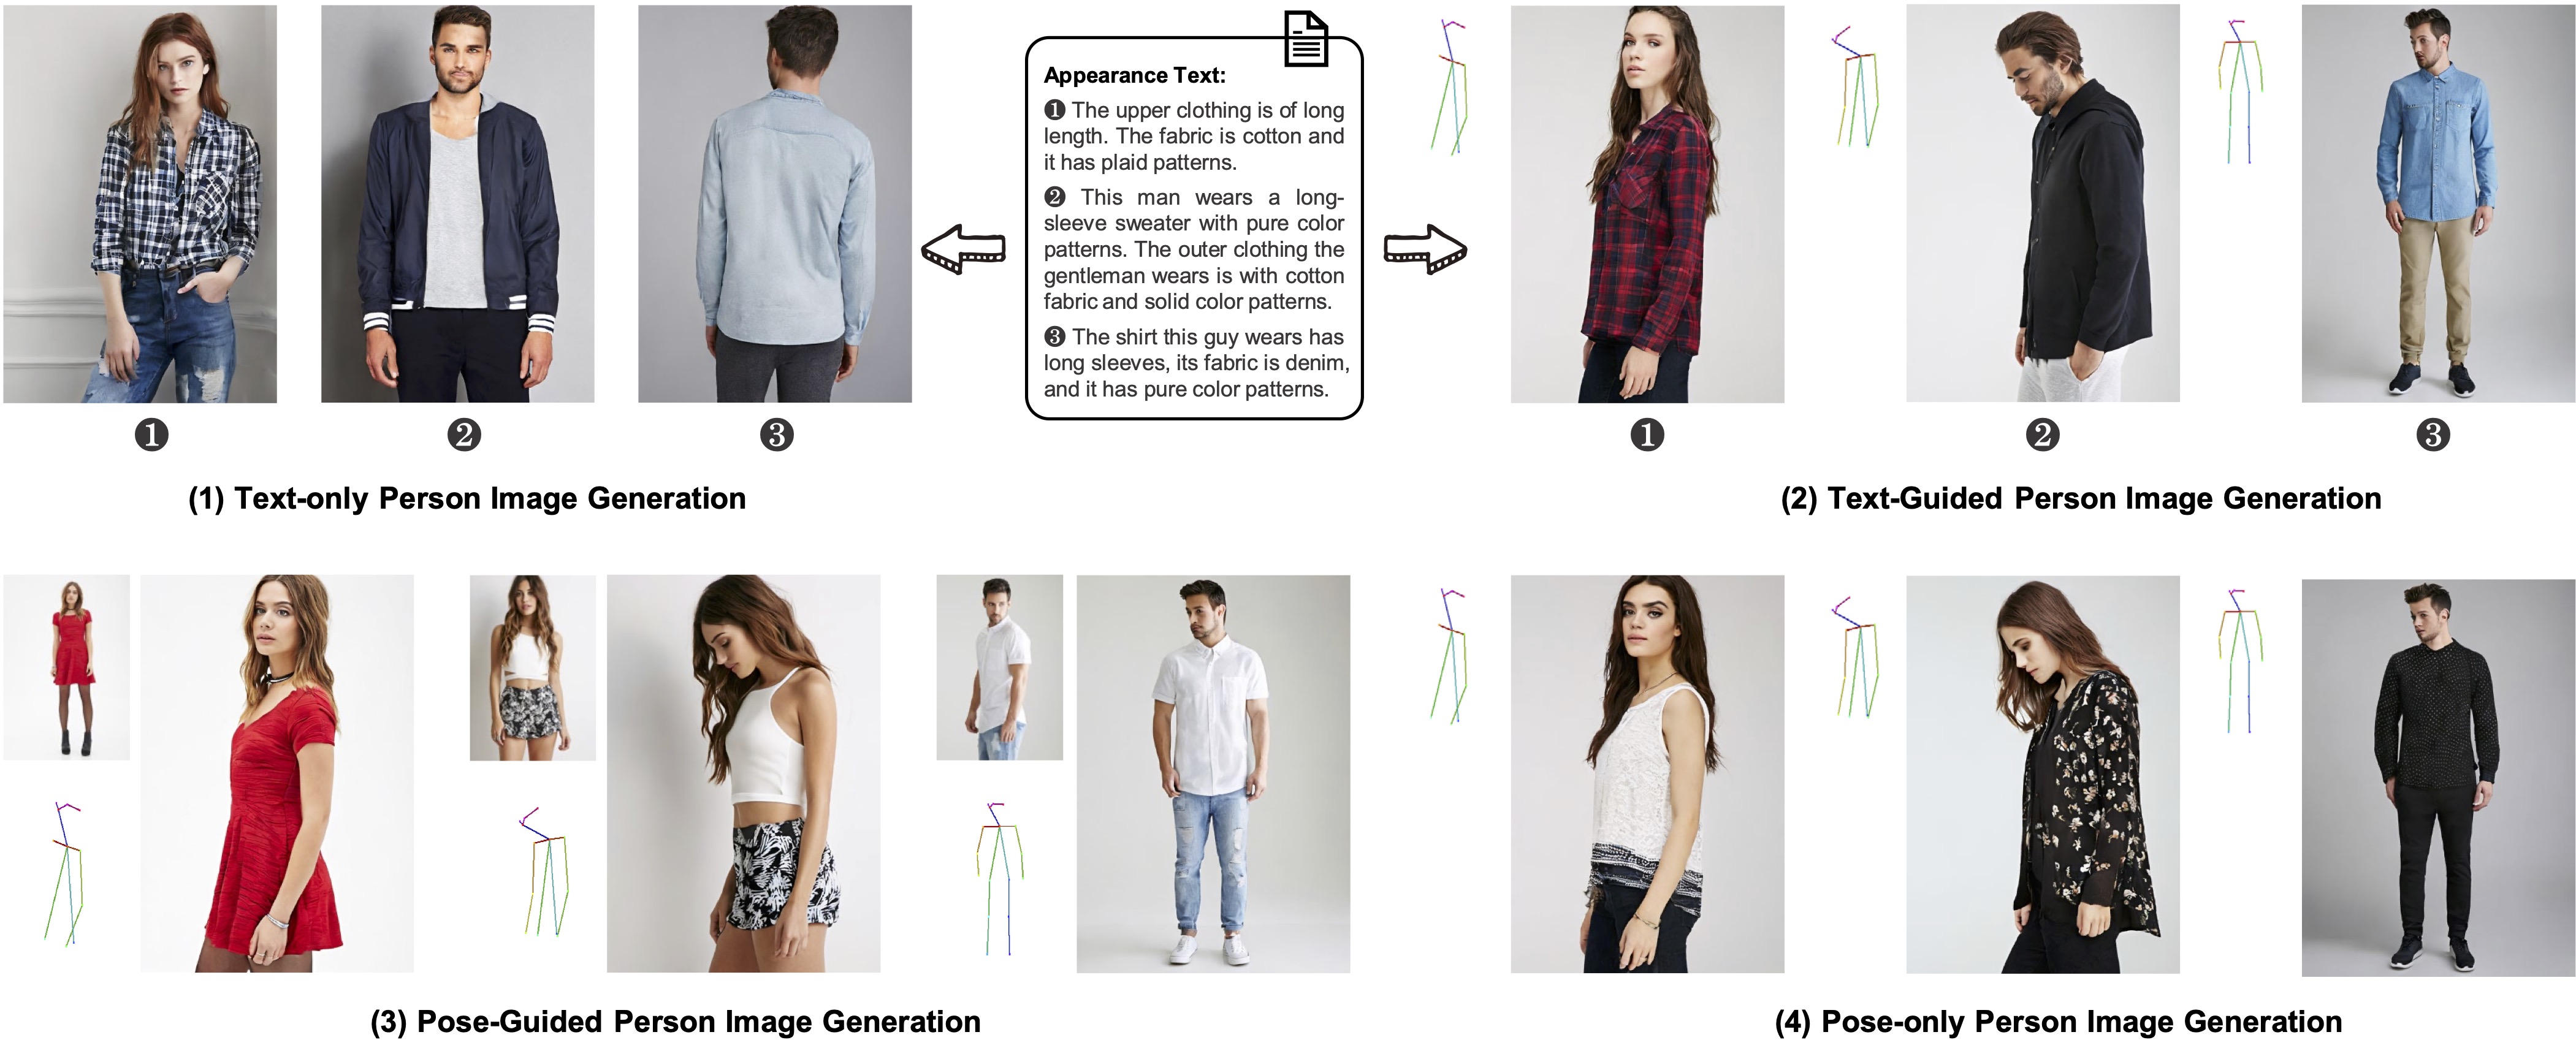 Appearance Text:
❶ The upper clothing is of long
length. The fabric is cotton and
it has plaid patterns.
❷ This man wears a long-
sleeve sweater with pure color
patterns. The outer clothing the
gentleman wears is with cotton
fabric and solid color patterns.
❸ The shirt this guy wears has
long sleeves, its fabric is denim,
and it has pure color patterns.
❶ ❷ ❸
(1) Text-only Person Image Generation
❶ ❷ ❸
(2) Text-Guided Person Image Generation
(3) Pose-Guided Person Image Generation
(4) Pose-only Person Image Generation